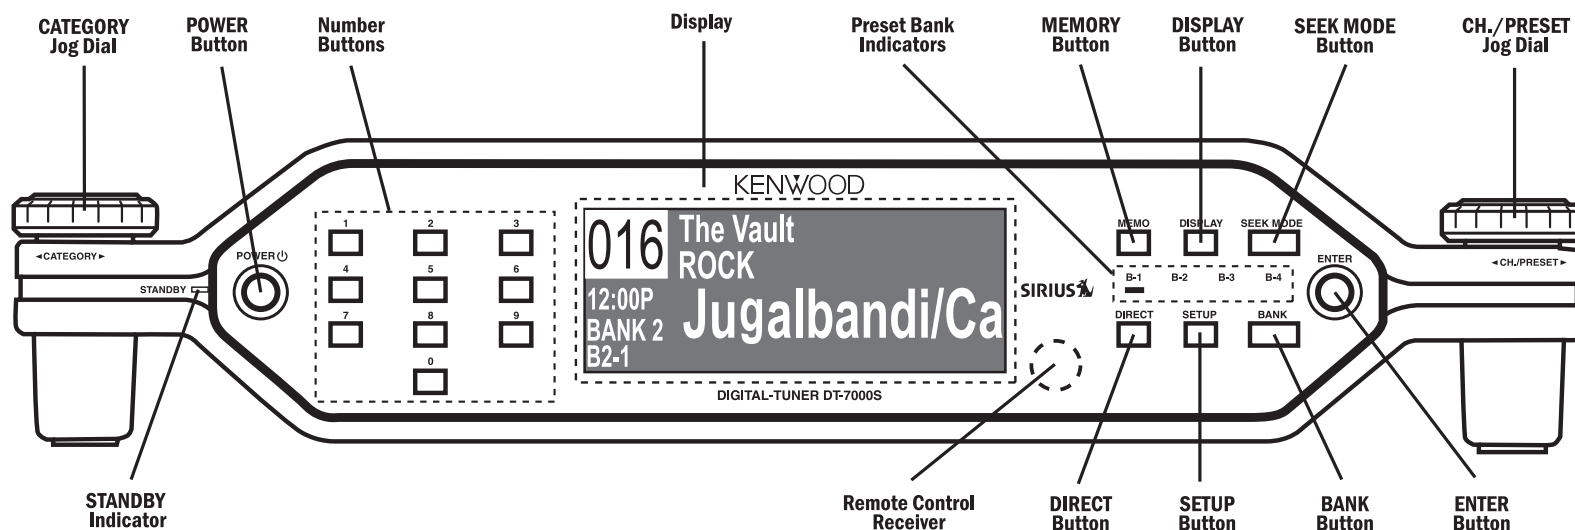 CATEGORY
Jog Dial
POWER
Button
Number
Buttons
Display
Preset Bank
Indicators
MEMORY
Button
DISPLAY
Button
SEEK MODE
Button
CH./PRESET
Jog Dial
KENWOOD
1 2 3
4 5 6
7 8 9
0
016
The Vault
ROCK
12:00P
BANK 2
B2-1
Jugalbandi/Ca
MEMO DISPLAY SEEK MODE
◄CATEGORY►
POWER
STANDBY
SIRIUS
B-1 B-2 B-3 B-4
ENTER
◄CH./PRESET►
DIRECT SETUP BANK
DIGITAL-TUNER DT-7000S
STANDBY
Indicator
Remote Control
Receiver
DIRECT
Button
SETUP
Button
BANK
Button
ENTER
Button